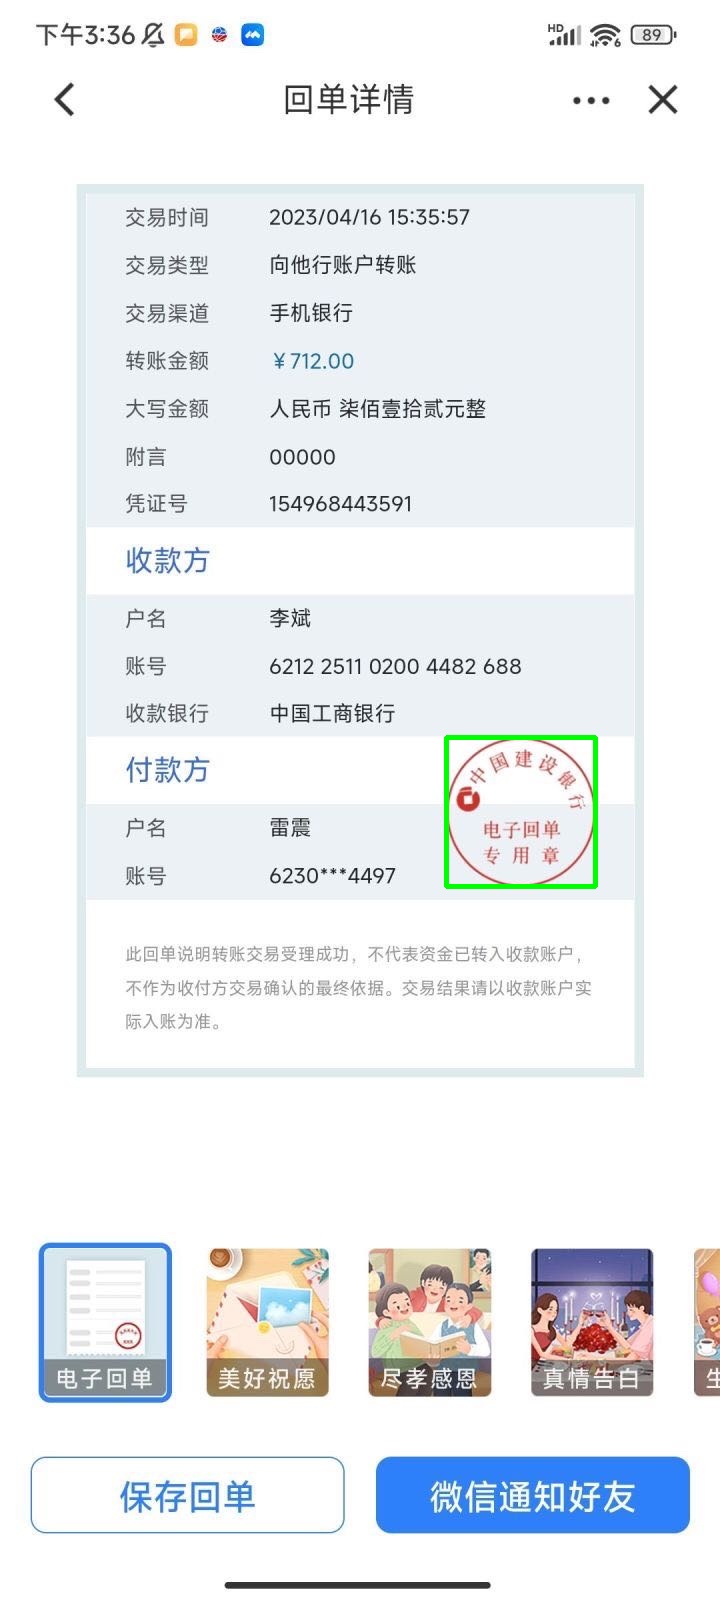 下午3:36
HD
6
89
回单详情
交易时间 2023/04/16 15:35:57
交易类型 向他行账户转账
交易渠道 手机银行
转账金额 ¥712.00
大写金额 人民币 柒佰壹拾贰元整
附言 00000
凭证号 154968443591
收款方
户名 李斌
账号 6212 2511 0200 4482 688
收款银行 中国工商银行
付款方
中国建设银行
电子回单
专用章
户名 雷震
账号 6230***4497
此回单说明转账交易受理成功，不代表资金已转入收款账户，
不作为收付方交易确认的最终依据。交易结果请以收款账户实
际入账为准。
电子回单
美好祝愿
尽孝感恩
真情告白
保存回单
微信通知好友